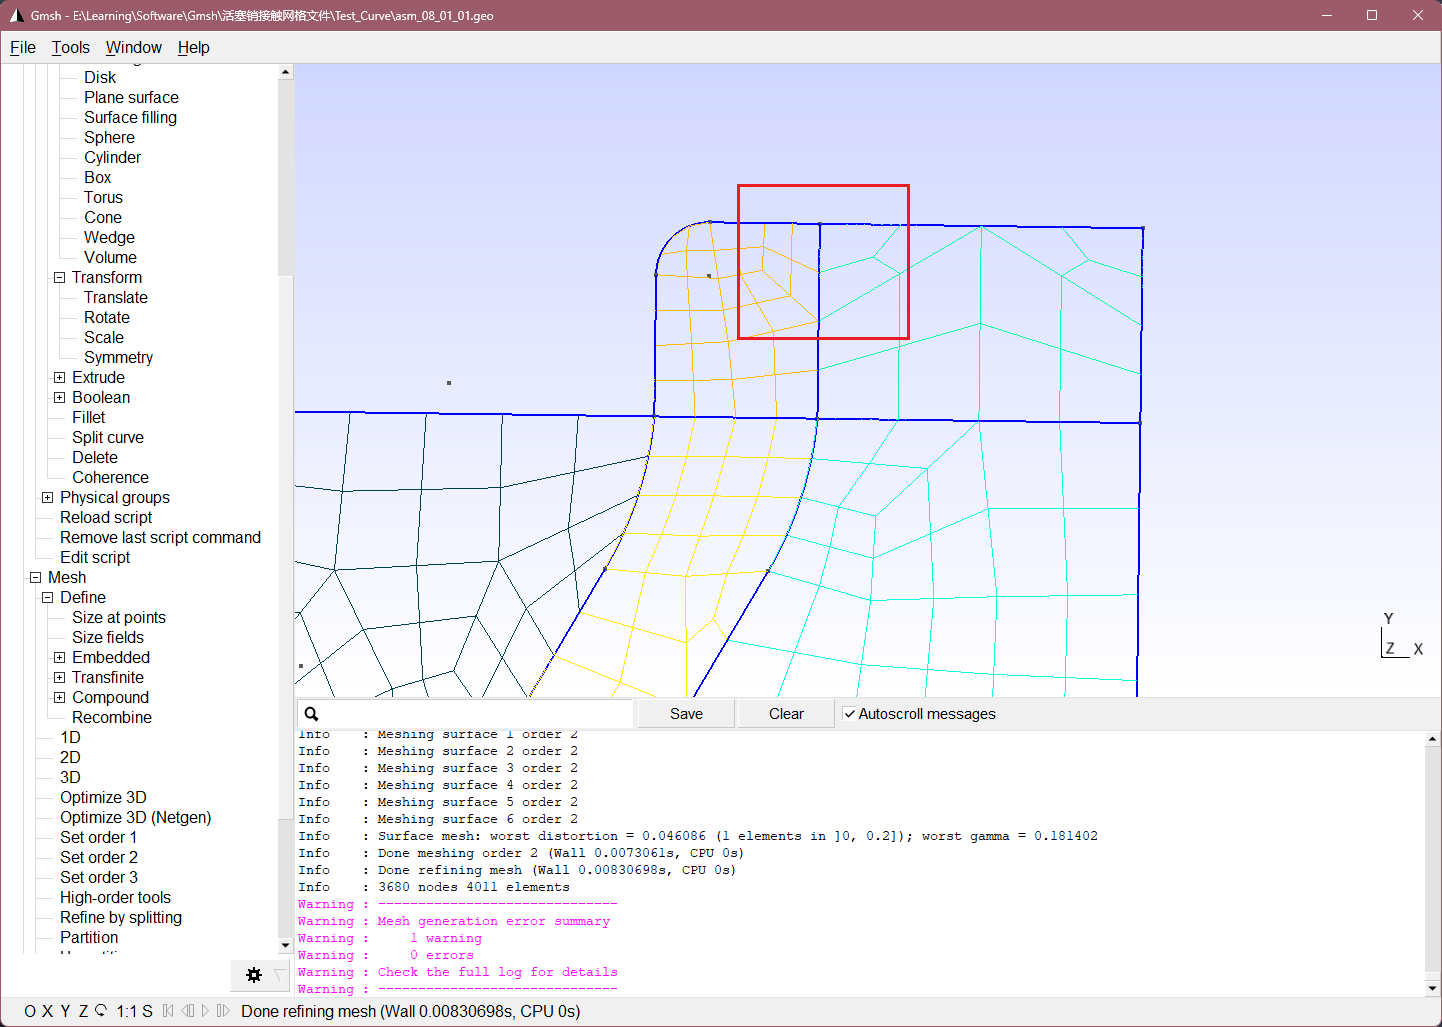 Gmsh - E:\Learning\Software\Gmsh\活塞销接触网格文件\Test_Curve\asm_08_01_01.geo
File Tools Window Help
Disk
Plane surface
Surface filling
Sphere
Cylinder
Box
Torus
Cone
Wedge
Volume
Transform
Translate
Rotate
Scale
Symmetry
Extrude
Boolean
Fillet
Split curve
Delete
Coherence
Physical groups
Reload script
Remove last script command
Edit script
Mesh
Define
Size at points
Size fields
Embedded
Transfinite
Compound
Recombine
1D
2D
3D
Optimize 3D
Optimize 3D (Netgen)
Set order 1
Set order 2
Set order 3
High-order tools
Refine by splitting
Partition
Y
Z X
Save Clear Autoscroll messages
Info : Meshing surface 1 order 2
Info : Meshing surface 2 order 2
Info : Meshing surface 3 order 2
Info : Meshing surface 4 order 2
Info : Meshing surface 5 order 2
Info : Meshing surface 6 order 2
Info : Surface mesh: worst distortion = 0.046086 (1 elements in ]0, 0.2]); worst gamma = 0.181402
Info : Done meshing order 2 (Wall 0.0073061s, CPU 0s)
Info : Done refining mesh (Wall 0.00830698s, CPU 0s)
Info : 3680 nodes 4011 elements
Warning : ------------------------------
Warning : Mesh generation error summary
Warning : 1 warning
Warning : 0 errors
Warning : Check the full log for details
Warning : ------------------------------
O X Y Z 1:1 S Done refining mesh (Wall 0.00830698s, CPU 0s)